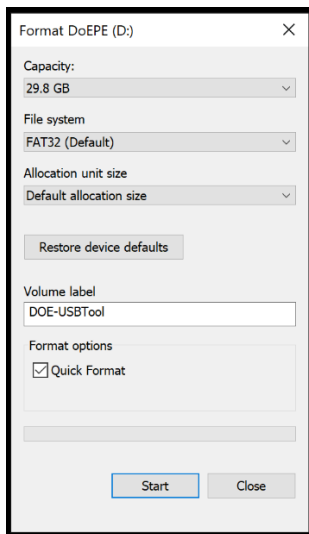 Format DoEPE (D:)
Capacity:
29.8 GB
File system
FAT32 (Default)
Allocation unit size
Default allocation size
Restore device defaults
Volume label
DOE-USBTool
Format options
Quick Format
Start Close